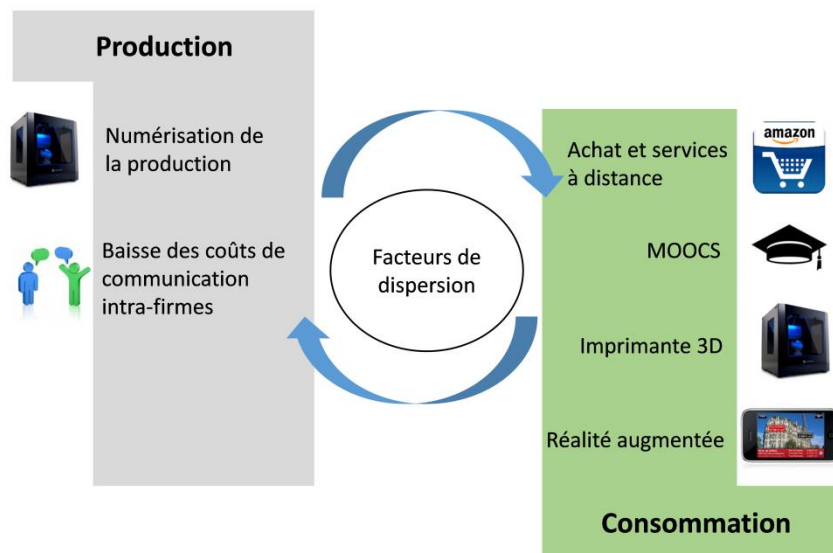 Production
Numérisation de
la production
Baisse des coûts de
communication
intra-firmes
Facteurs de
dispersion
amazon
Achat et services
à distance
MOOCS
Imprimante 3D
Réalité augmentée
Consommation